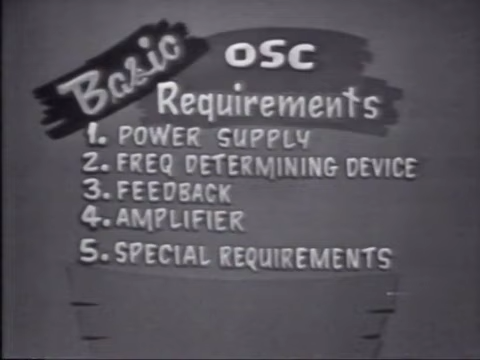 Basic OSC
Requirements
1. POWER SUPPLY
2. FREQ DETERMINING DEVICE
3. FEEDBACK
4. AMPLIFIER
5. SPECIAL REQUIREMENTS